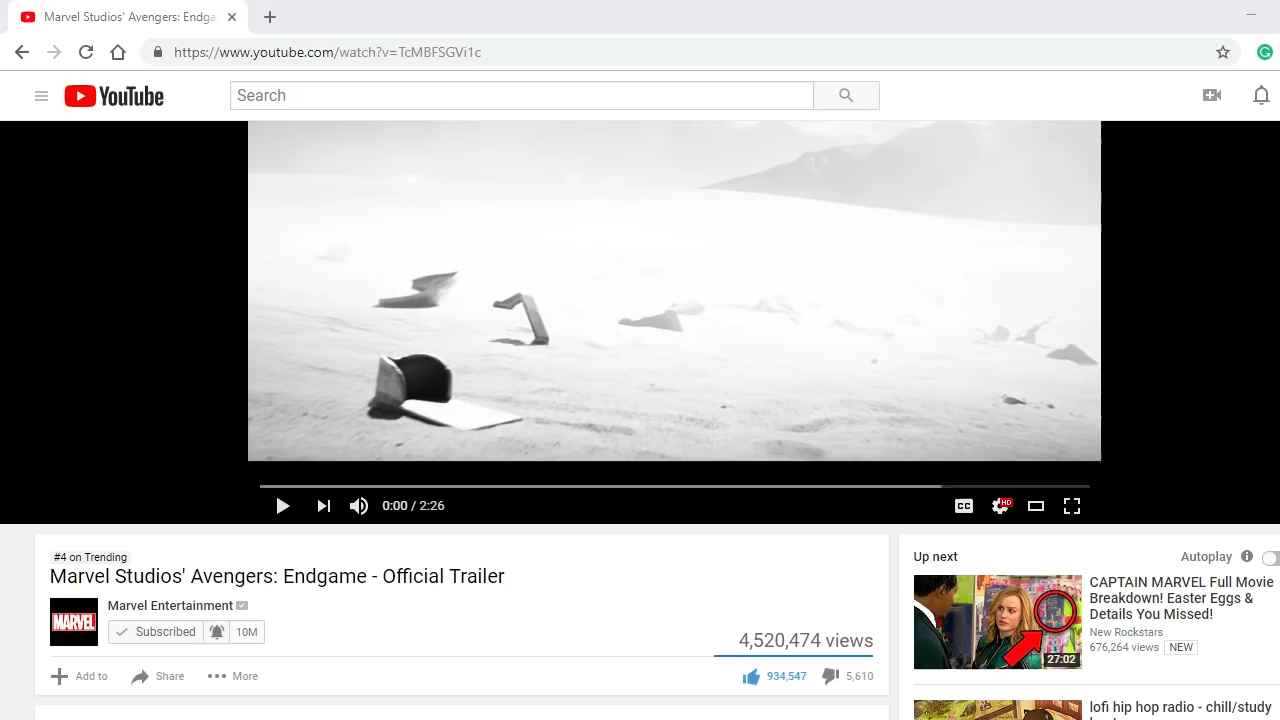 Marvel Studios' Avengers: Endga
https://www.youtube.com/watch?v=TcMBFSGVi1c
YouTube
Search
0:00 / 2:26
CC
HD
#4 on Trending
Marvel Studios' Avengers: Endgame - Official Trailer
MARVEL
Marvel Entertainment
Subscribed
10M
4,520,474 views
Add to
Share
More
934,547
5,610
Up next
Autoplay
27:02
CAPTAIN MARVEL Full Movie
Breakdown! Easter Eggs &
Details You Missed!
New Rockstars
676,264 views NEW
lofi hip hop radio - chill/study